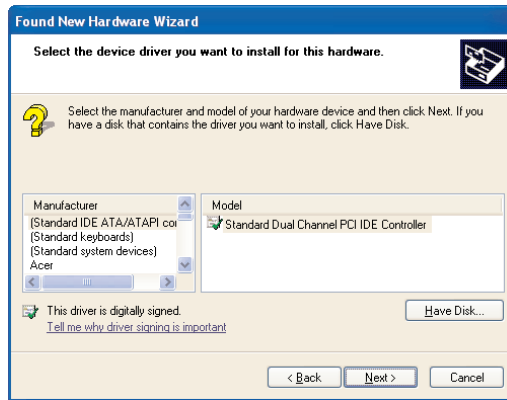 Found New Hardware Wizard
Select the device driver you want to install for this hardware.
Select the manufacturer and model of your hardware device and then click Next. If you
have a disk that contains the driver you want to install, click Have Disk.
Manufacturer
(Standard IDE ATA/ATAPI cor
(Standard keyboards)
(Standard system devices)
Acer
Model
Standard Dual Channel PCI IDE Controller
This driver is digitally signed.
Tell me why driver signing is important
Have Disk...
< Back
Next >
Cancel